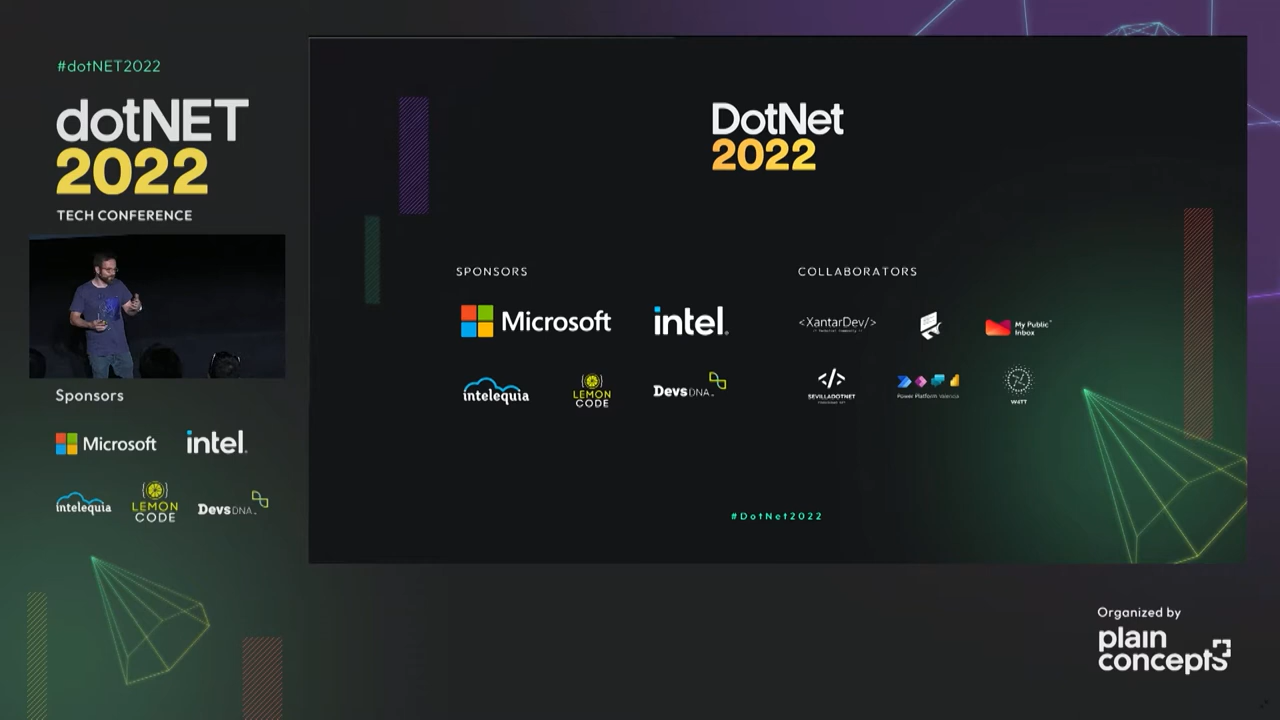 #dotNET2022
dotNET
2022
TECH CONFERENCE
Sponsors
Microsoft
intel.
intelequia
LEMON
CODE
DevsDNA
DotNet
2022
SPONSORS
Microsoft
intel.
intelequia
LEMON
CODE
DevsDNA
COLLABORATORS
<XantarDev/>
My Public
Inbox
SEVILLADOTNET
Power Platform Valencia
W4TT
#DotNet2022
Organized by
plain
concepts